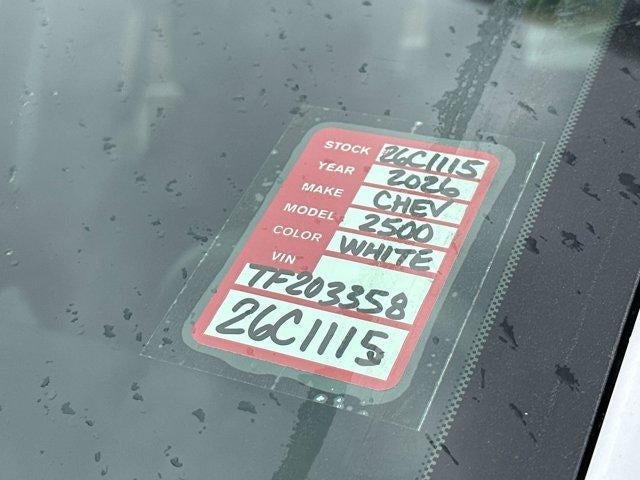 STOCK 26C1115
YEAR 2026
MAKE CHEV
MODEL 2500
COLOR WHITE
VIN
TF203358
26C1115